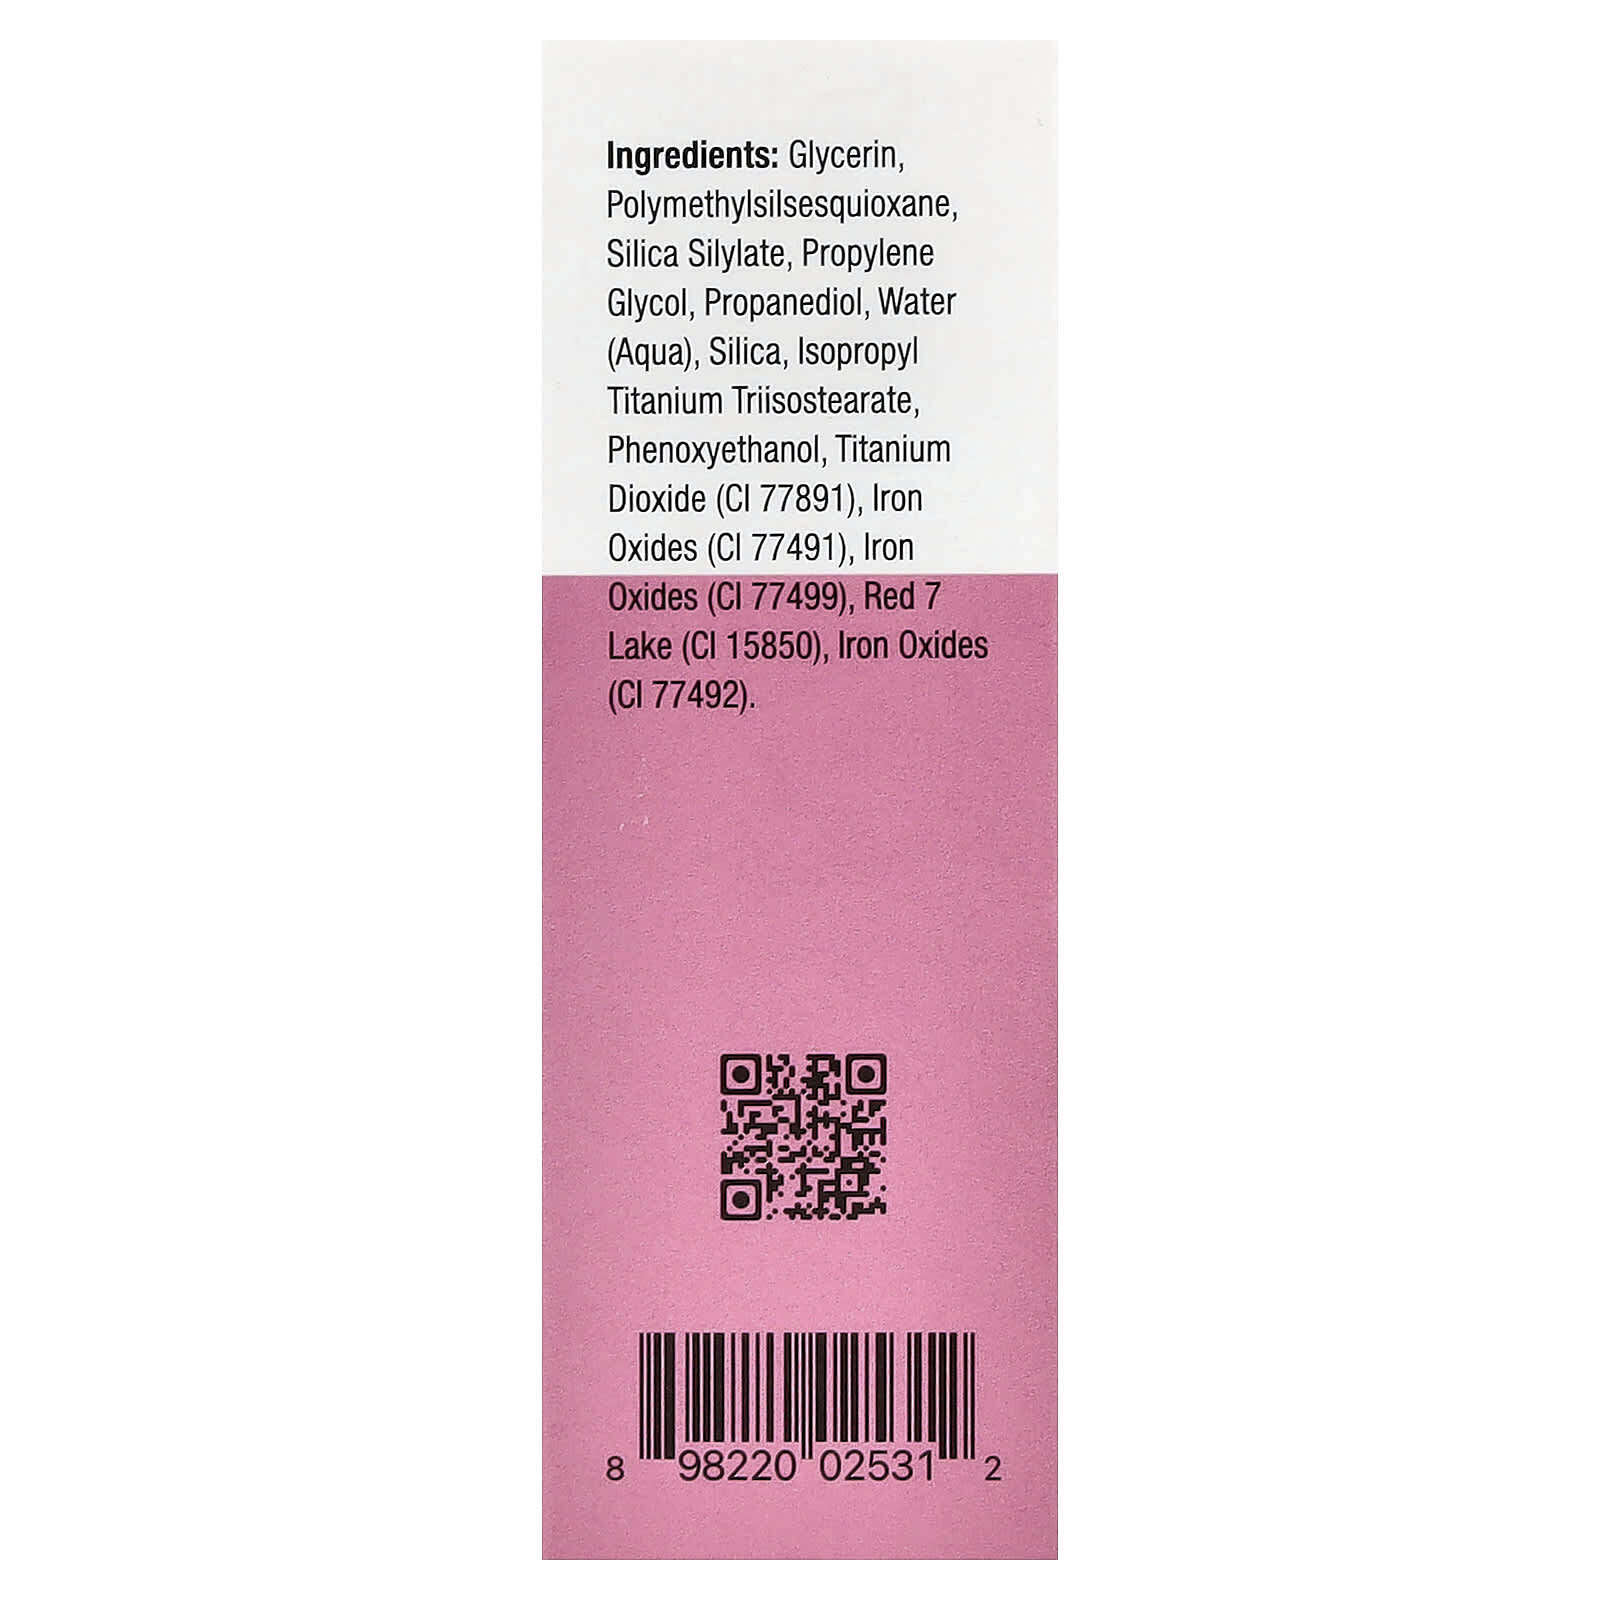 Ingredients: Glycerin,
Polymethylsilsesquioxane,
Silica Silylate, Propylene
Glycol, Propanediol, Water
(Aqua), Silica, Isopropyl
Titanium Triisostearate,
Phenoxyethanol, Titanium
Dioxide (CI 77891), Iron
Oxides (CI 77491), Iron
Oxides (CI 77499), Red 7
Lake (CI 15850), Iron Oxides
(CI 77492).
8 98220 02531 2